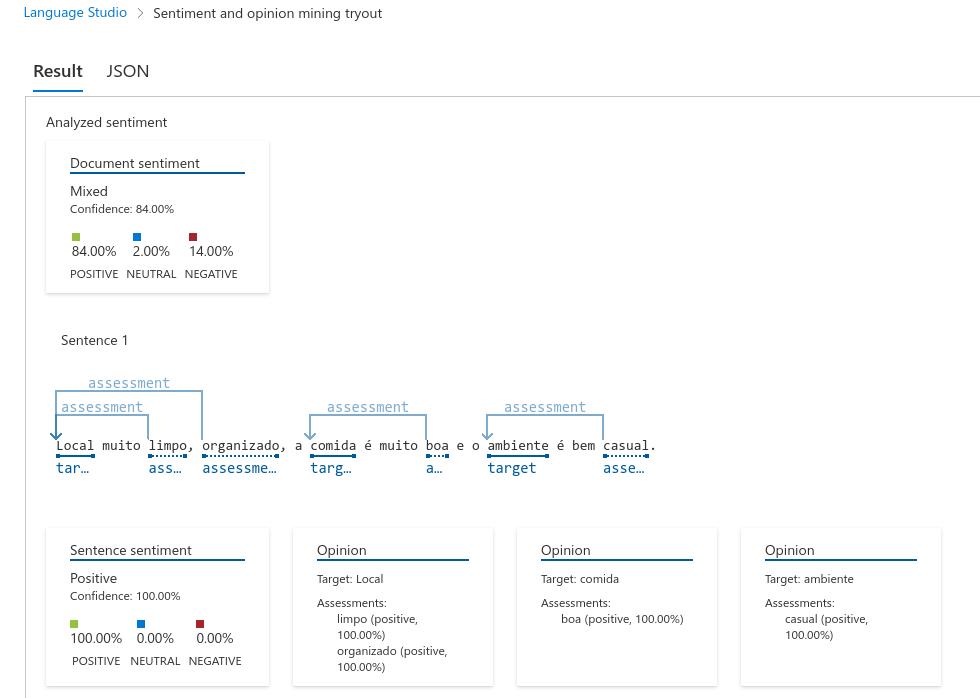 Language Studio > Sentiment and opinion mining tryout
Result JSON
Analyzed sentiment
Document sentiment
Mixed
Confidence: 84.00%
84.00% 2.00% 14.00%
POSITIVE NEUTRAL NEGATIVE
Sentence 1
assessment
assessment assessment assessment
Local muito limpo, organizado, a comida é muito boa e o ambiente é bem casual.
tar… ass… assessme… targ… a… target asse…
Sentence sentiment
Positive
Confidence: 100.00%
100.00% 0.00% 0.00%
POSITIVE NEUTRAL NEGATIVE
Opinion
Target: Local
Assessments:
limpo (positive,
100.00%)
organizado (positive,
100.00%)
Opinion
Target: comida
Assessments:
boa (positive, 100.00%)
Opinion
Target: ambiente
Assessments:
casual (positive,
100.00%)